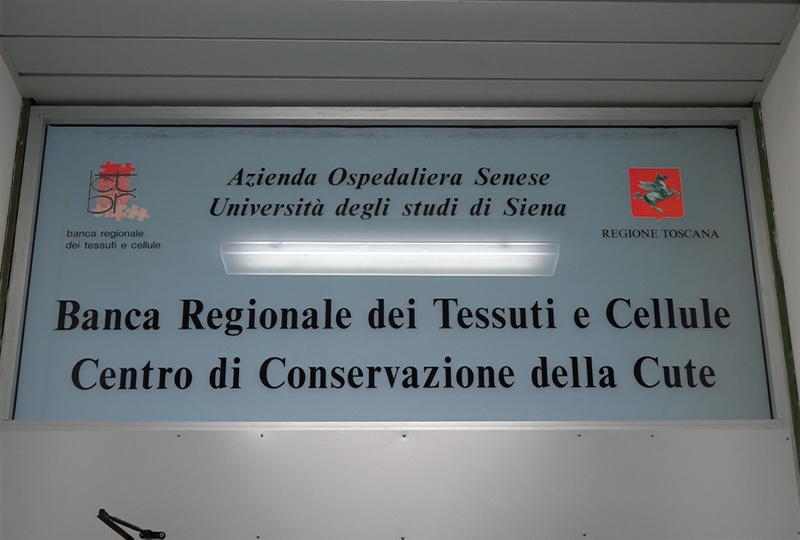 Azienda Ospedaliera Senese
Università degli studi di Siena
banca regionale
dei tessuti e cellule
REGIONE TOSCANA
Banca Regionale dei Tessuti e Cellule
Centro di Conservazione della Cute